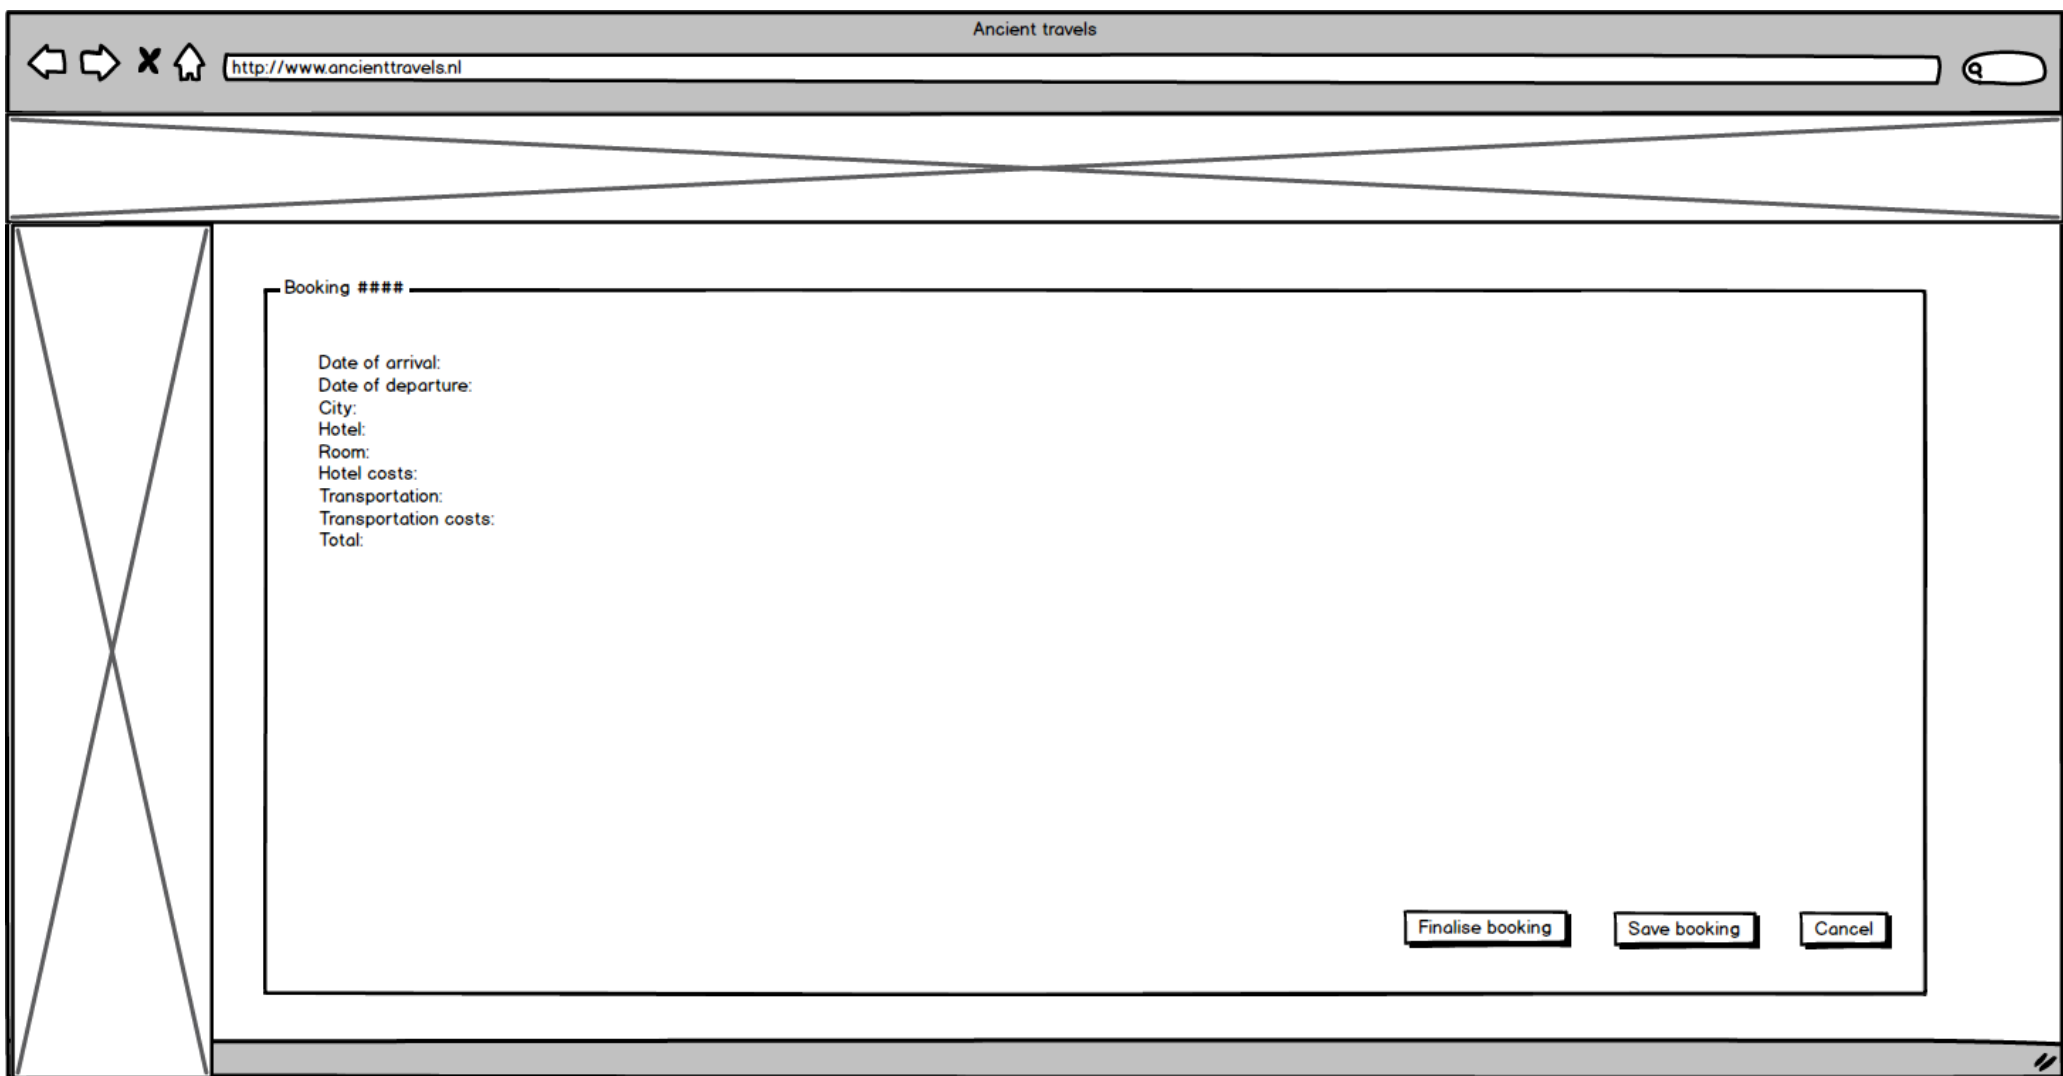 Ancient travels
http://www.ancienttravels.nl
Booking ####
Date of arrival:
Date of departure:
City:
Hotel:
Room:
Hotel costs:
Transportation:
Transportation costs:
Total:
Finalise booking Save booking Cancel